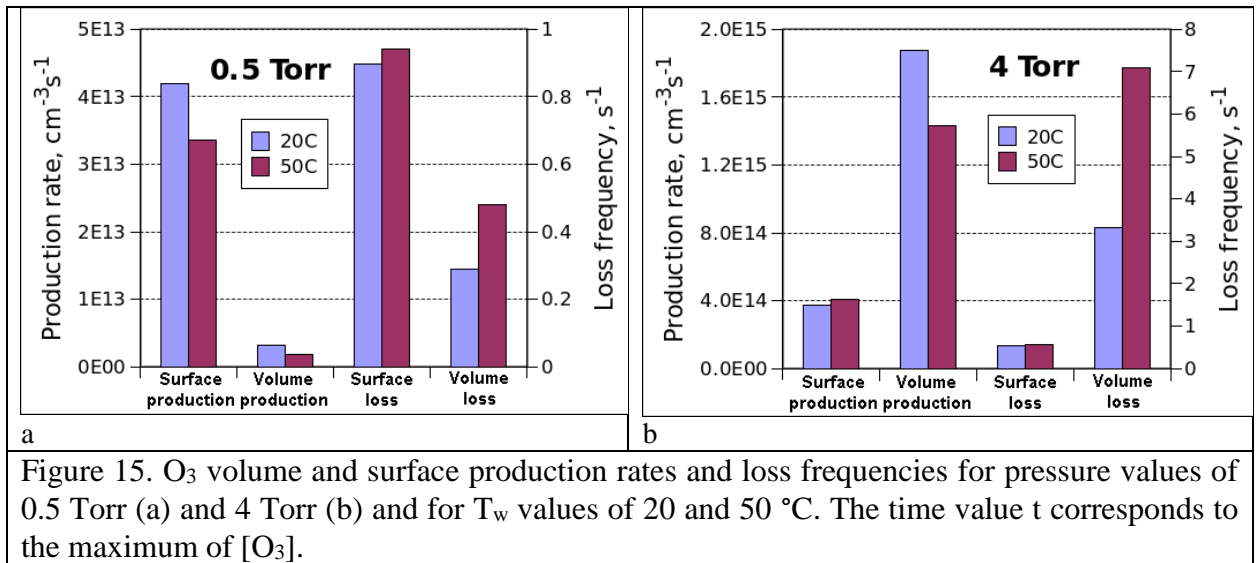 5E13
4E13
3E13
2E13
1E13
0E00
Production rate, cm-3s-1
0.5 Torr
20C
50C
1
0.8
0.6
0.4
0.2
0
Loss frequency, s-1
Surface production
Volume production
Surface loss
Volume loss
a
2.0E15
1.6E15
1.2E15
8.0E14
4.0E14
0.0E00
Production rate, cm-3s-1
4 Torr
20C
50C
8
7
6
5
4
3
2
1
0
Loss frequency, s-1
Surface production
Volume production
Surface loss
Volume loss
b
Figure 15. O3 volume and surface production rates and loss frequencies for pressure values of
0.5 Torr (a) and 4 Torr (b) and for Tw values of 20 and 50 °C. The time value t corresponds to
the maximum of [O3].